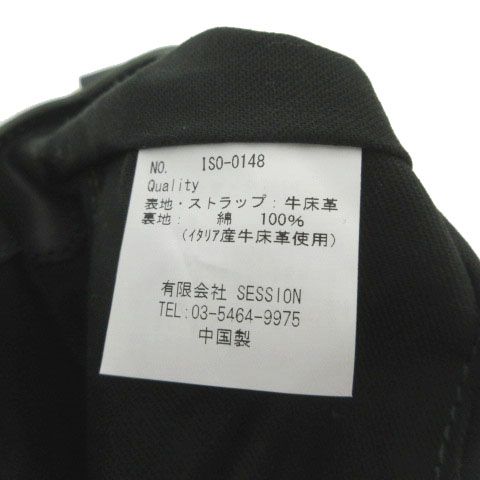 NO. ISO-0148
Quality
表地・ストラップ：牛床革
裏地： 綿 100%
(イタリア産牛床革使用)
有限会社 SESSION
TEL:03-5464-9975
中国製